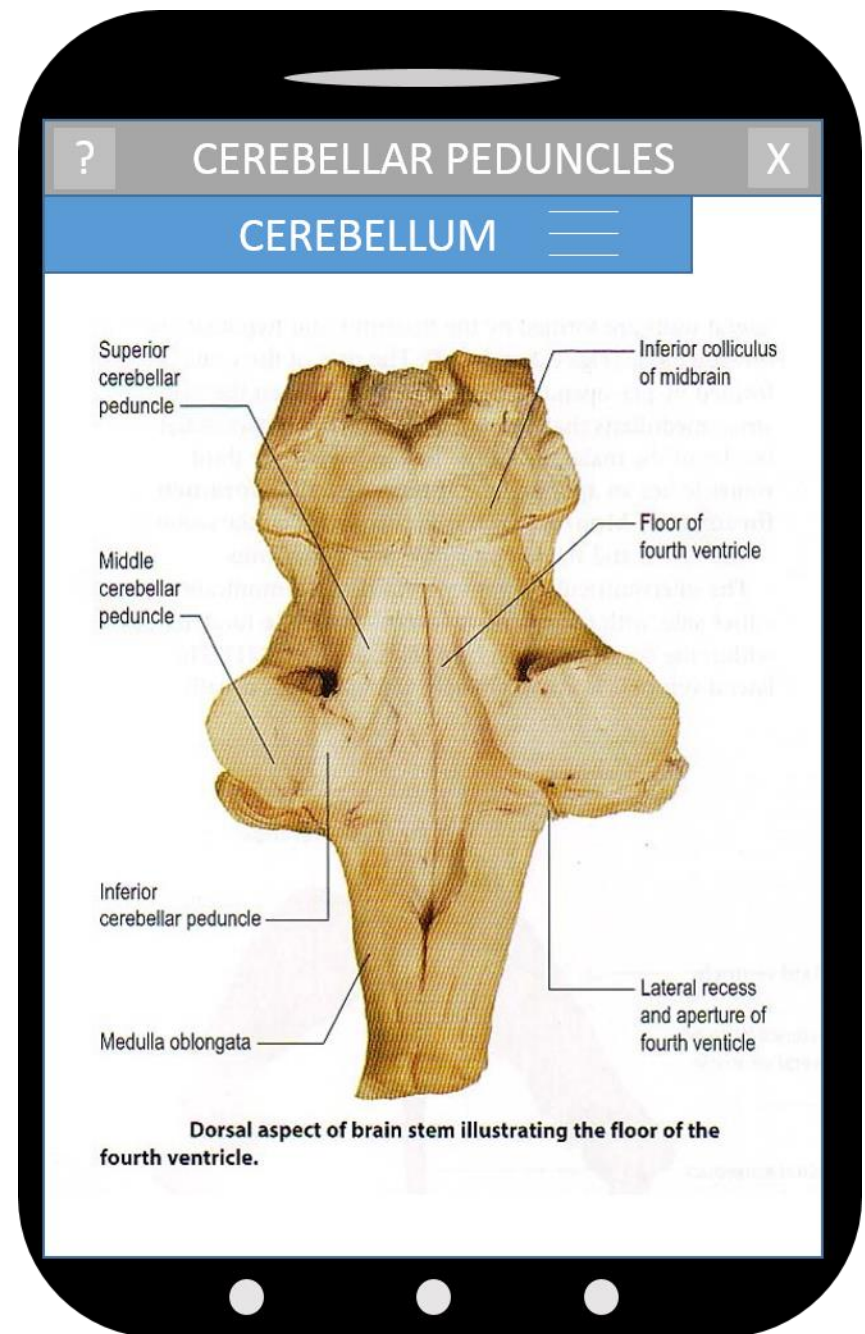 ? CEREBELLAR PEDUNCLES X
CEREBELLUM
Superior
cerebellar
peduncle
Inferior colliculus
of midbrain
Floor of
fourth ventricle
Middle
cerebellar
peduncle
Inferior
cerebellar peduncle
Lateral recess
and aperture of
fourth venticle
Medulla oblongata
Dorsal aspect of brain stem illustrating the floor of the
fourth ventricle.